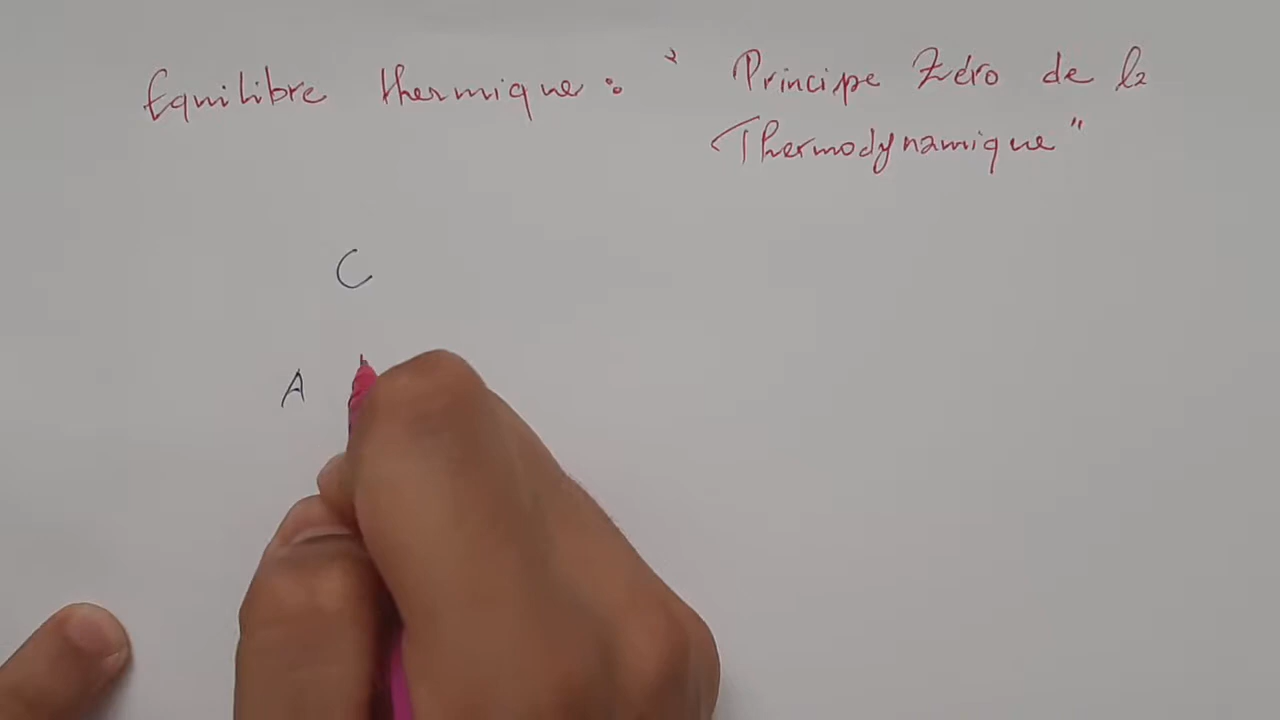 Equilibre thermique : " Principe Zéro de la
Thermodynamique "
C
A